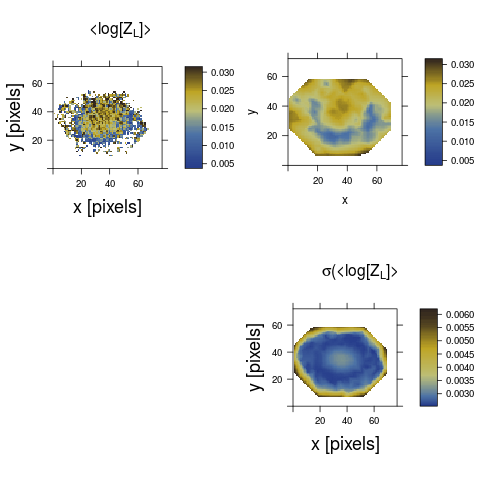 <log[Z_L]>
60
40
20
20 40 60
x [pixels]
y [pixels]
0.030
0.025
0.020
0.015
0.010
0.005
60
40
20
20 40 60
x
y
0.030
0.025
0.020
0.015
0.010
0.005
σ(<log[Z_L]>
60
40
20
20 40 60
x [pixels]
y [pixels]
0.0060
0.0055
0.0050
0.0045
0.0040
0.0035
0.0030